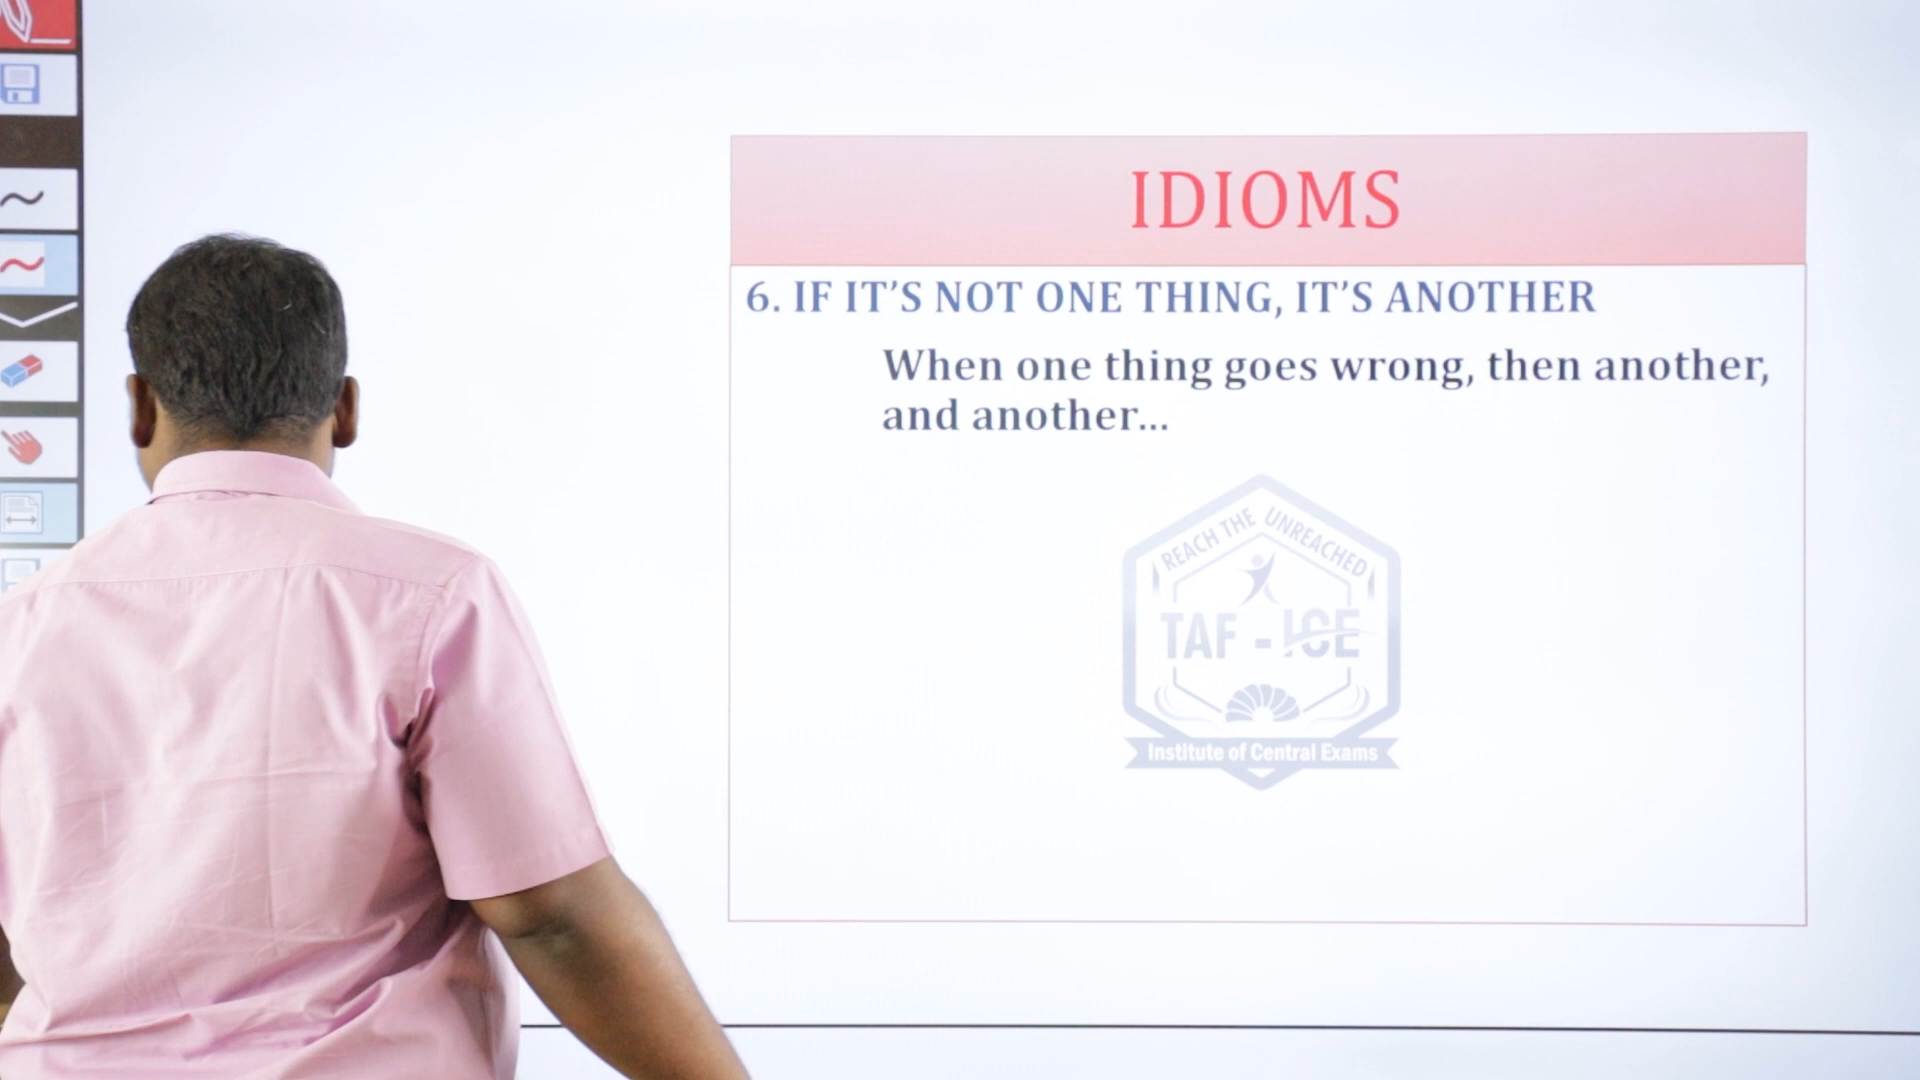 IDIOMS
6. IF IT’S NOT ONE THING, IT’S ANOTHER
When one thing goes wrong, then another,
and another...
REACH THE UNREACHED
TAF - ICE
Institute of Central Exams